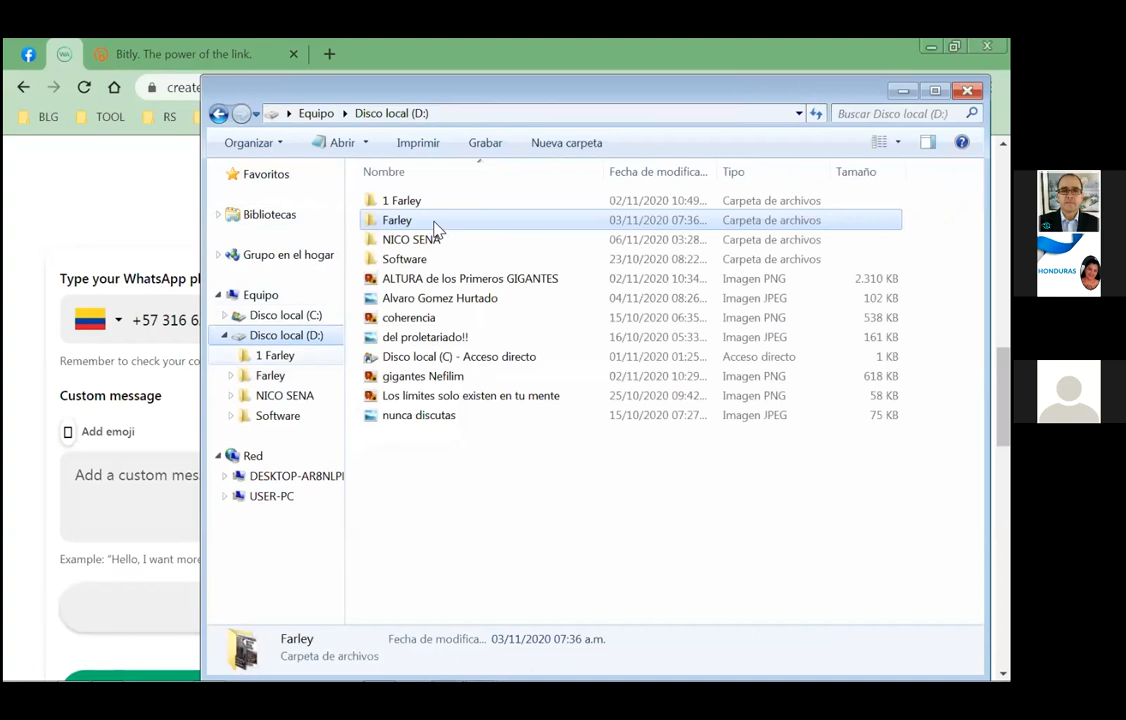 Bitly. The power of the link.
create
BLG
TOOL
RS
Equipo
Disco local (D:)
Buscar Disco local (D:)
Organizar
Abrir
Imprimir
Grabar
Nueva carpeta
Favoritos
Bibliotecas
Grupo en el hogar
Equipo
Disco local (C:)
Disco local (D:)
1 Farley
Farley
NICO SENA
Software
Red
DESKTOP-AR8NLPI
USER-PC
Nombre
Fecha de modifica...
Tipo
Tamaño
1 Farley 02/11/2020 10:49... Carpeta de archivos
Farley 03/11/2020 07:36... Carpeta de archivos
NICO SENA 06/11/2020 03:28... Carpeta de archivos
Software 23/10/2020 08:22... Carpeta de archivos
ALTURA de los Primeros GIGANTES 02/11/2020 10:34... Imagen PNG 2.310 KB
Alvaro Gomez Hurtado 04/11/2020 08:26... Imagen JPEG 102 KB
coherencia 15/10/2020 06:35... Imagen PNG 538 KB
del proletariado!! 16/10/2020 05:33... Imagen JPEG 161 KB
Disco local (C) - Acceso directo 01/11/2020 01:25... Acceso directo 1 KB
gigantes Nefilim 02/11/2020 10:29... Imagen PNG 618 KB
Los limites solo existen en tu mente 25/10/2020 09:42... Imagen PNG 58 KB
nunca discutas 15/10/2020 07:27... Imagen JPEG 75 KB
Farley
Fecha de modifica... 03/11/2020 07:36 a.m.
Carpeta de archivos
Type your WhatsApp pl
+57 316 6
Remember to check your co
Custom message
Add emoji
Add a custom mes
Example: "Hello, I want more
HONDURAS